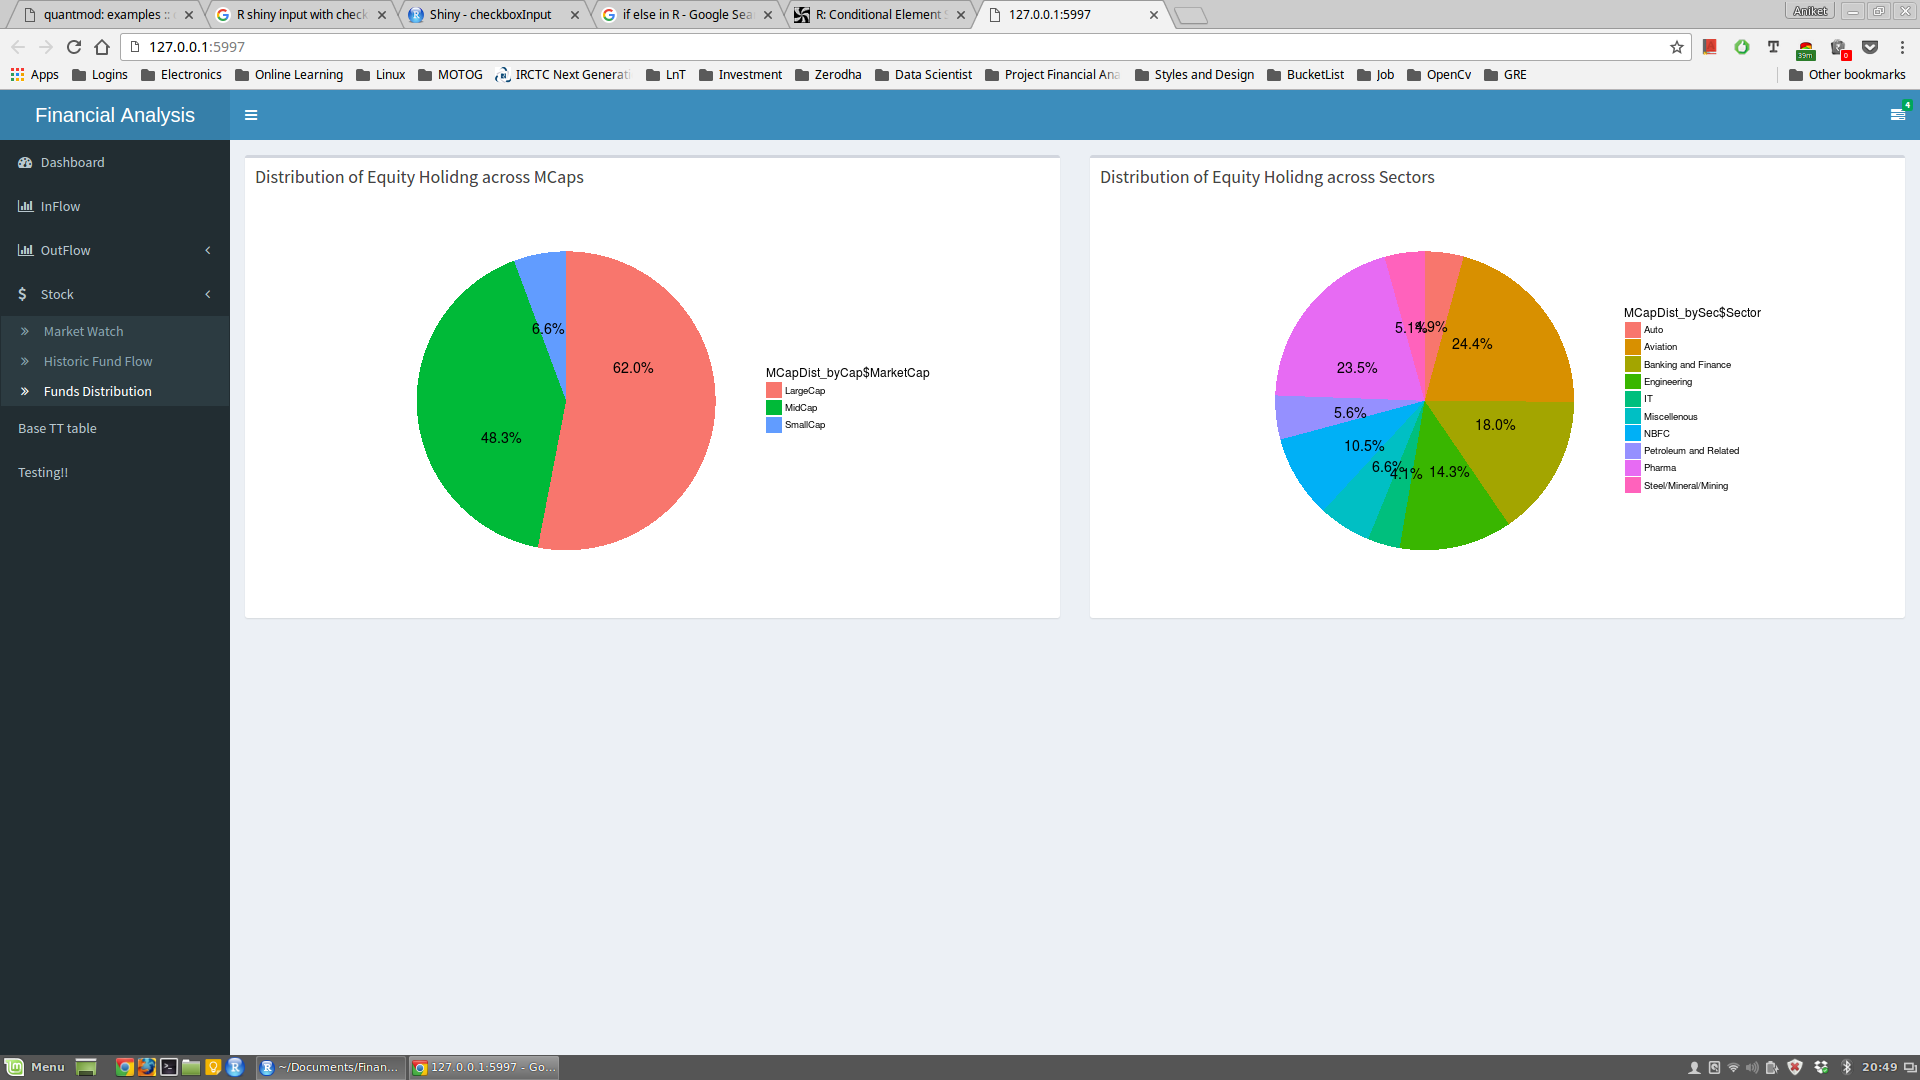 quantmod: examples ::
R shiny input with check
Shiny - checkboxInput
if else in R - Google Sea
R: Conditional Element S
127.0.0.1:5997
Aniket
127.0.0.1:5997
39m
0
Apps Logins Electronics Online Learning Linux MOTOG IRCTC Next Generati LnT Investment Zerodha Data Scientist Project Financial Ana Styles and Design BucketList Job OpenCv GRE Other bookmarks
Financial Analysis
4
Dashboard
InFlow
OutFlow
Stock
Market Watch
Historic Fund Flow
Funds Distribution
Base TT table
Testing!!
Distribution of Equity Holidng across MCaps
6.6%
62.0%
48.3%
MCapDist_byCap$MarketCap
LargeCap
MidCap
SmallCap
Distribution of Equity Holidng across Sectors
5.1%
4.9%
24.4%
23.5%
5.6%
18.0%
10.5%
6.6%
4.1%
14.3%
MCapDist_bySec$Sector
Auto
Aviation
Banking and Finance
Engineering
IT
Miscellenous
NBFC
Petroleum and Related
Pharma
Steel/Mineral/Mining
Menu
~/Documents/Finan...
127.0.0.1:5997 - Go...
20:49